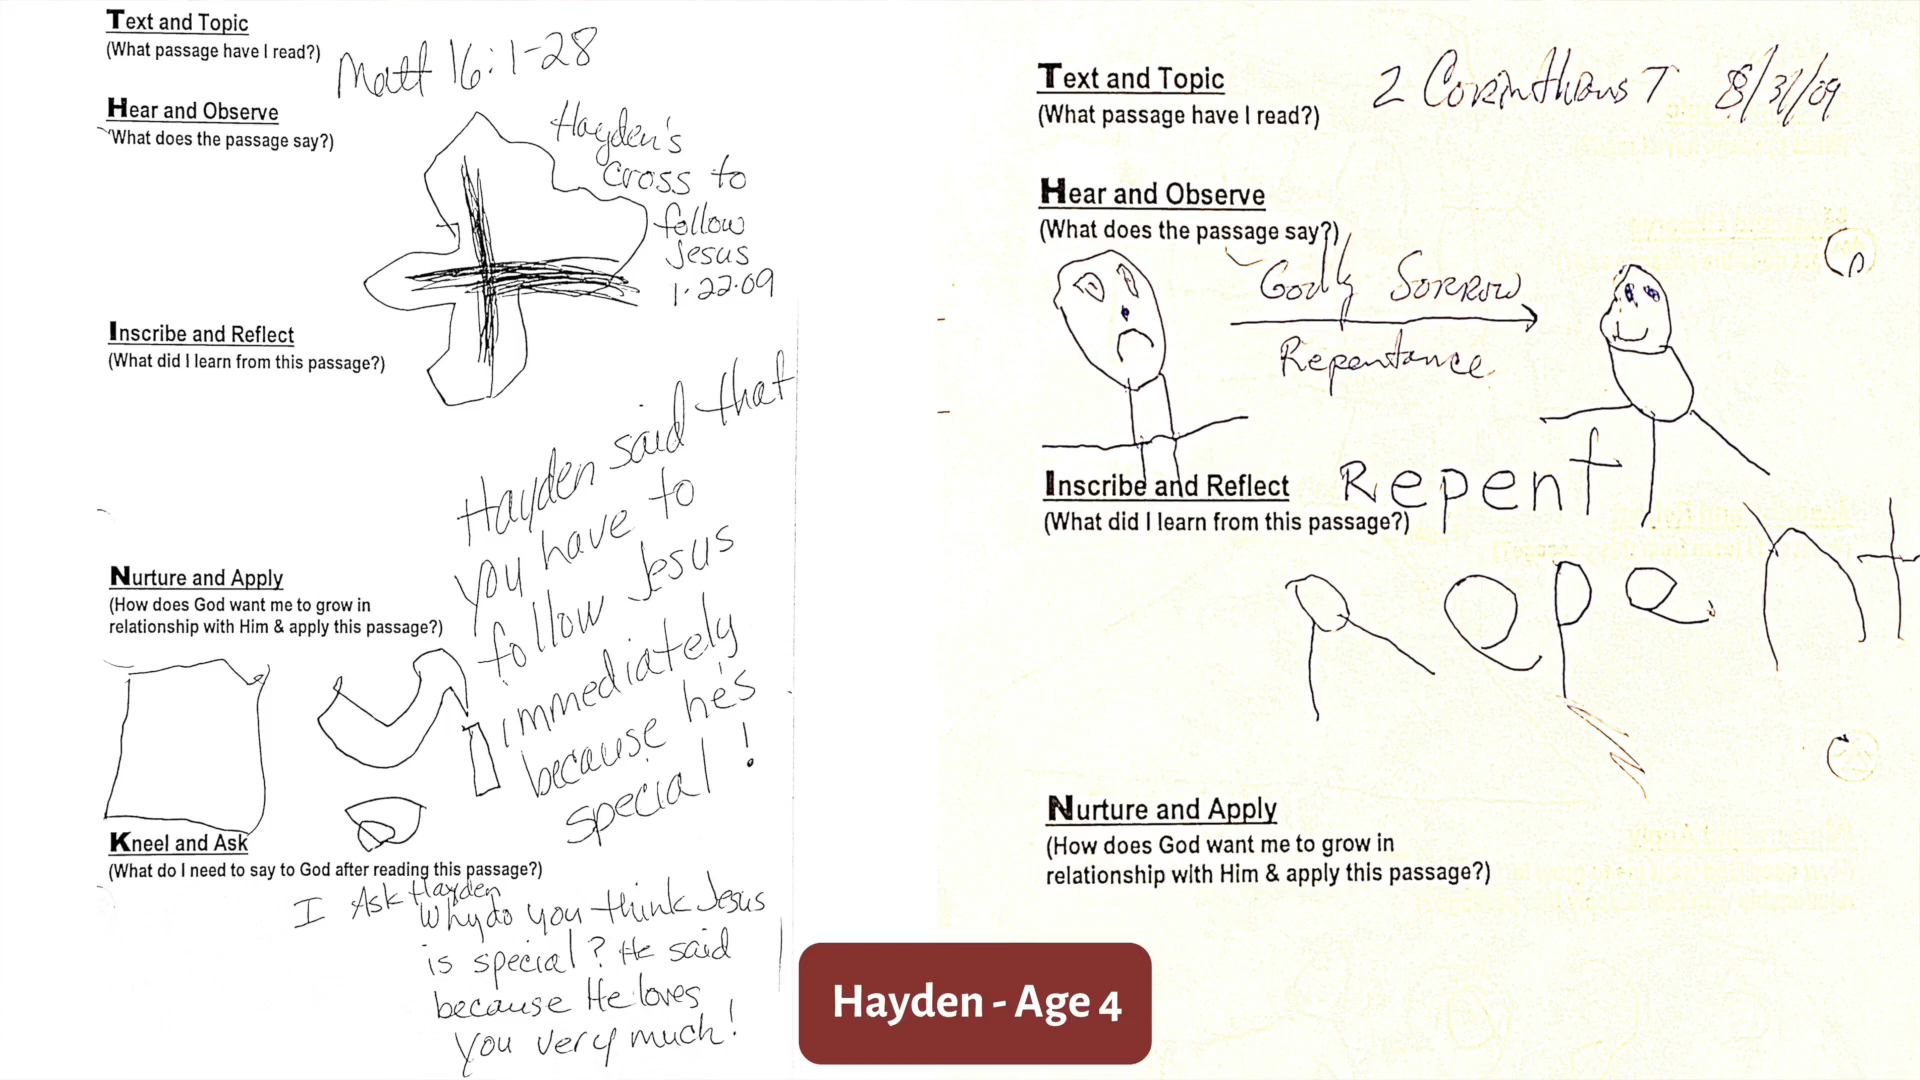 Text and Topic
(What passage have I read?)
Matt 16:1-28
Hear and Observe
(What does the passage say?)
Hayden's
cross to
follow
Jesus
1.22.09
Inscribe and Reflect
(What did I learn from this passage?)
Hayden said that
you have to
follow Jesus
immediately
because he's
special!
Nurture and Apply
(How does God want me to grow in
relationship with Him & apply this passage?)
Kneel and Ask
(What do I need to say to God after reading this passage?)
I Ask Hayden
Why do you think Jesus
is special? He said
because He loves
you very much!
Text and Topic
(What passage have I read?)
2 Corinthians 7 8/31/09
Hear and Observe
(What does the passage say?)
Godly Sorrow
Repentance
Inscribe and Reflect
(What did I learn from this passage?)
Repent
Repent
Nurture and Apply
(How does God want me to grow in
relationship with Him & apply this passage?)
Hayden - Age 4